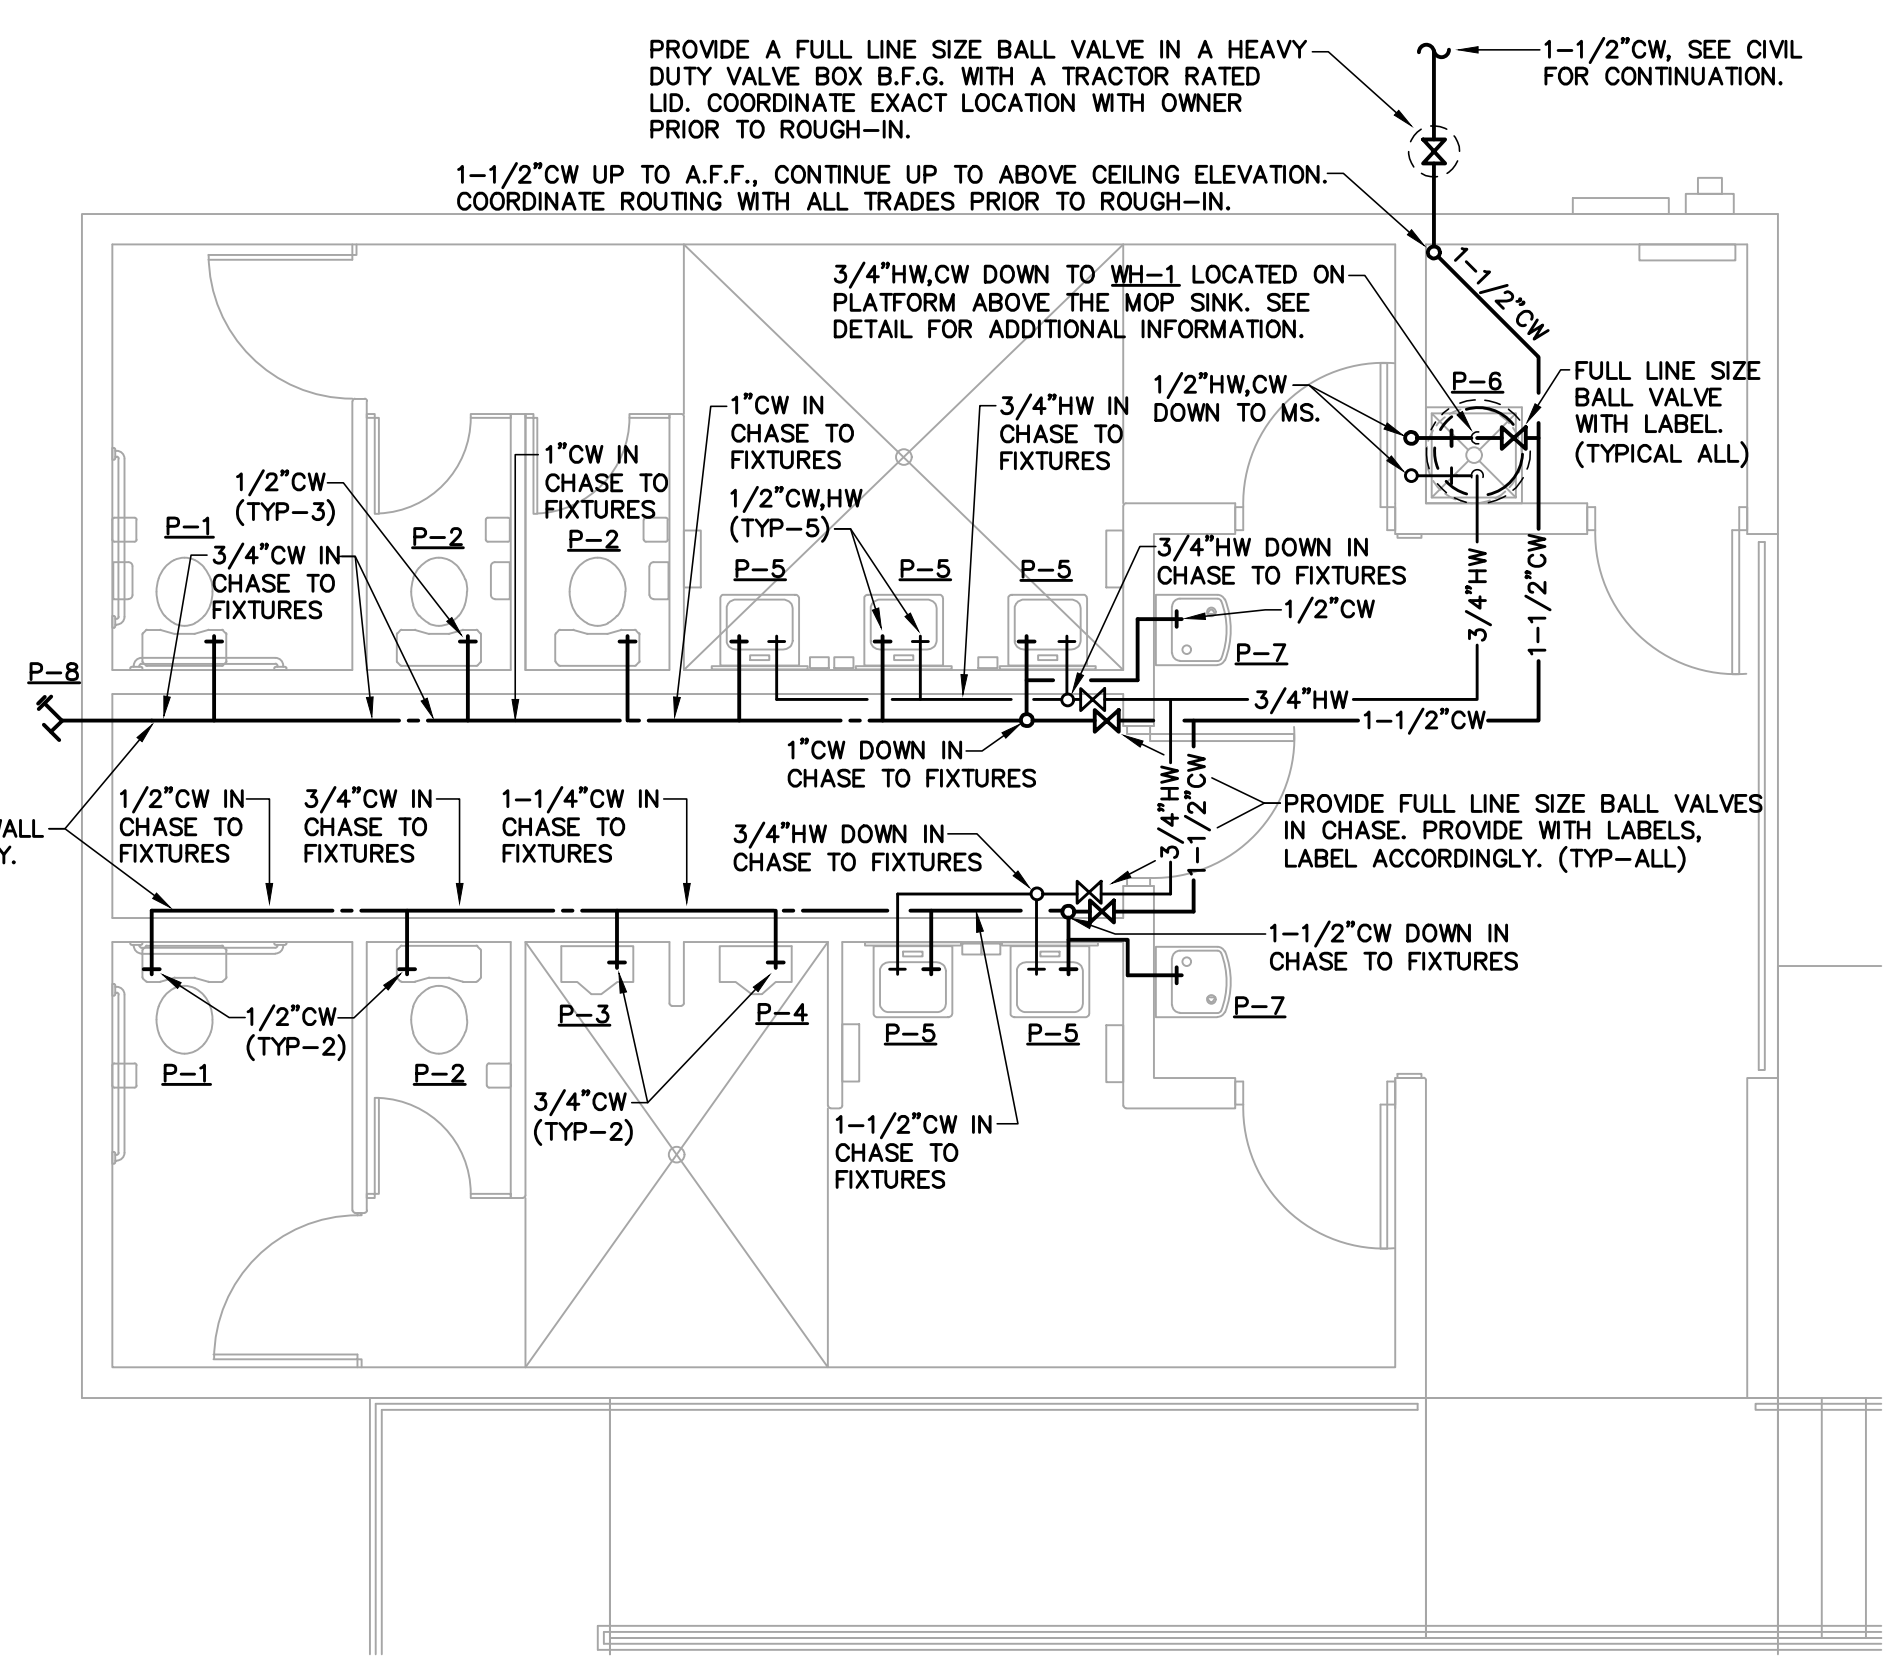 PROVIDE A FULL LINE SIZE BALL VALVE IN A HEAVY
DUTY VALVE BOX B.F.G. WITH A TRACTOR RATED
LID. COORDINATE EXACT LOCATION WITH OWNER
PRIOR TO ROUGH-IN.
1-1/2"CW, SEE CIVIL
FOR CONTINUATION.
1-1/2"CW UP TO A.F.F., CONTINUE UP TO ABOVE CEILING ELEVATION.
COORDINATE ROUTING WITH ALL TRADES PRIOR TO ROUGH-IN.
1-1/2"CW
3/4"HW,CW DOWN TO WH-1 LOCATED ON
PLATFORM ABOVE THE MOP SINK. SEE
DETAIL FOR ADDITIONAL INFORMATION.
P-6
FULL LINE SIZE
BALL VALVE
WITH LABEL.
(TYPICAL ALL)
1/2"HW,CW
DOWN TO MS.
1"CW IN
CHASE TO
FIXTURES
3/4"HW IN
CHASE TO
FIXTURES
1"CW IN
CHASE TO
FIXTURES
1/2"CW
(TYP-3)
1/2"CW,HW
(TYP-5)
P-1
P-2
P-2
3/4"CW IN
CHASE TO
FIXTURES
P-5
P-5
P-5
3/4"HW DOWN IN
CHASE TO FIXTURES
1/2"CW
P-7
3/4"HW
1-1/2"CW
P-8
3/4"HW
1-1/2"CW
1"CW DOWN IN
CHASE TO FIXTURES
3/4"HW
1-1/2"CW
PROVIDE FULL LINE SIZE BALL VALVES
IN CHASE. PROVIDE WITH LABELS,
LABEL ACCORDINGLY. (TYP-ALL)
1/2"CW IN
CHASE TO
FIXTURES
3/4"CW IN
CHASE TO
FIXTURES
1-1/4"CW IN
CHASE TO
FIXTURES
3/4"HW DOWN IN
CHASE TO FIXTURES
1-1/2"CW DOWN IN
CHASE TO FIXTURES
1/2"CW
(TYP-2)
P-1
P-2
P-3
P-4
P-5
P-5
P-7
3/4"CW
(TYP-2)
1-1/2"CW IN
CHASE TO
FIXTURES